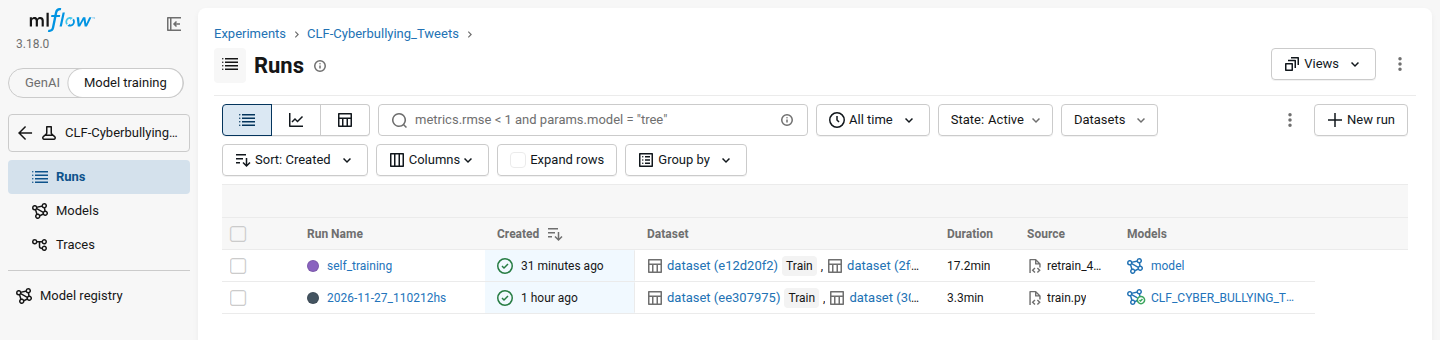 mlflow
3.18.0
GenAI Model training
CLF-Cyberbullying...
Runs
Models
Traces
Model registry
Experiments > CLF-Cyberbullying_Tweets >
Runs
Views
metrics.rmse < 1 and params.model = "tree"
All time
State: Active
Datasets
New run
Sort: Created
Columns
Expand rows
Group by
Run Name Created Dataset Duration Source Models
self_training 31 minutes ago dataset (e12d20f2) Train , dataset (2f... 17.2min retrain_4... model
2026-11-27_110212hs 1 hour ago dataset (ee307975) Train , dataset (30... 3.3min train.py CLF_CYBER_BULLYING_T...